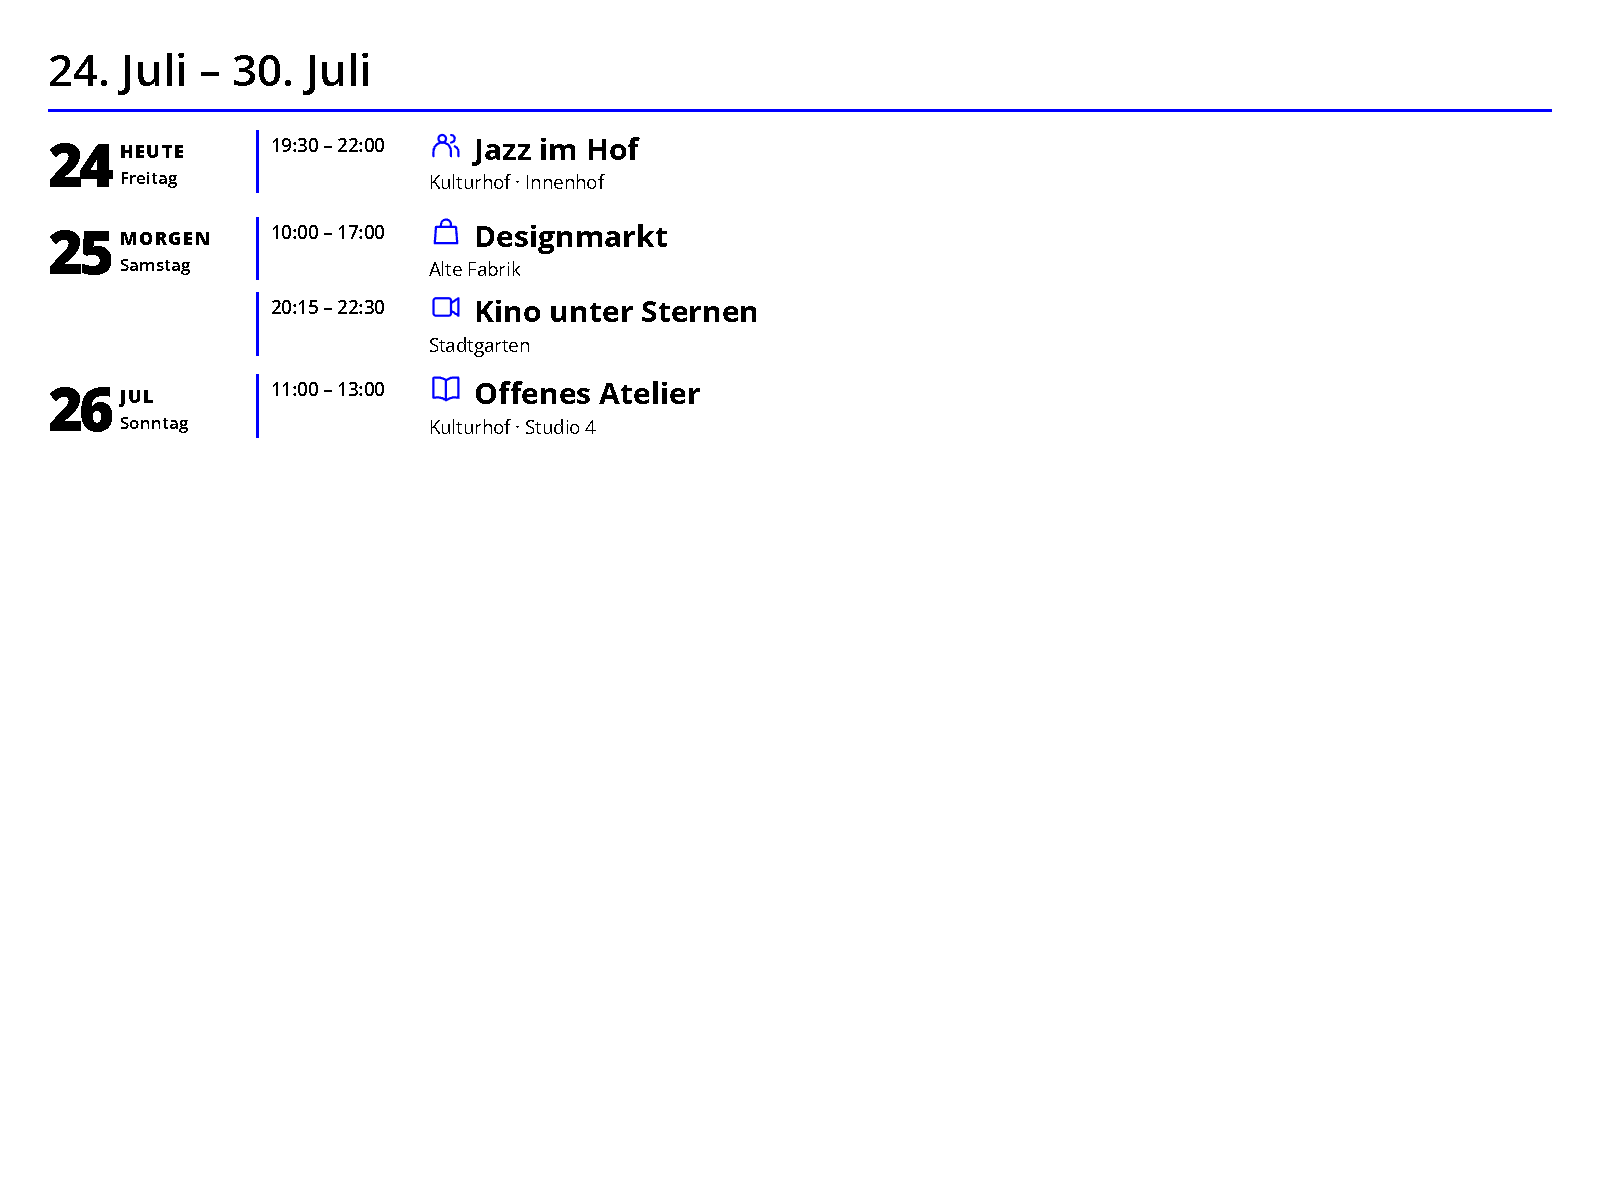 24. Juli – 30. Juli
24 HEUTE
Freitag
19:30 – 22:00
Jazz im Hof
Kulturhof · Innenhof
25 MORGEN
Samstag
10:00 – 17:00
Designmarkt
Alte Fabrik
20:15 – 22:30
Kino unter Sternen
Stadtgarten
26 JUL
Sonntag
11:00 – 13:00
Offenes Atelier
Kulturhof · Studio 4